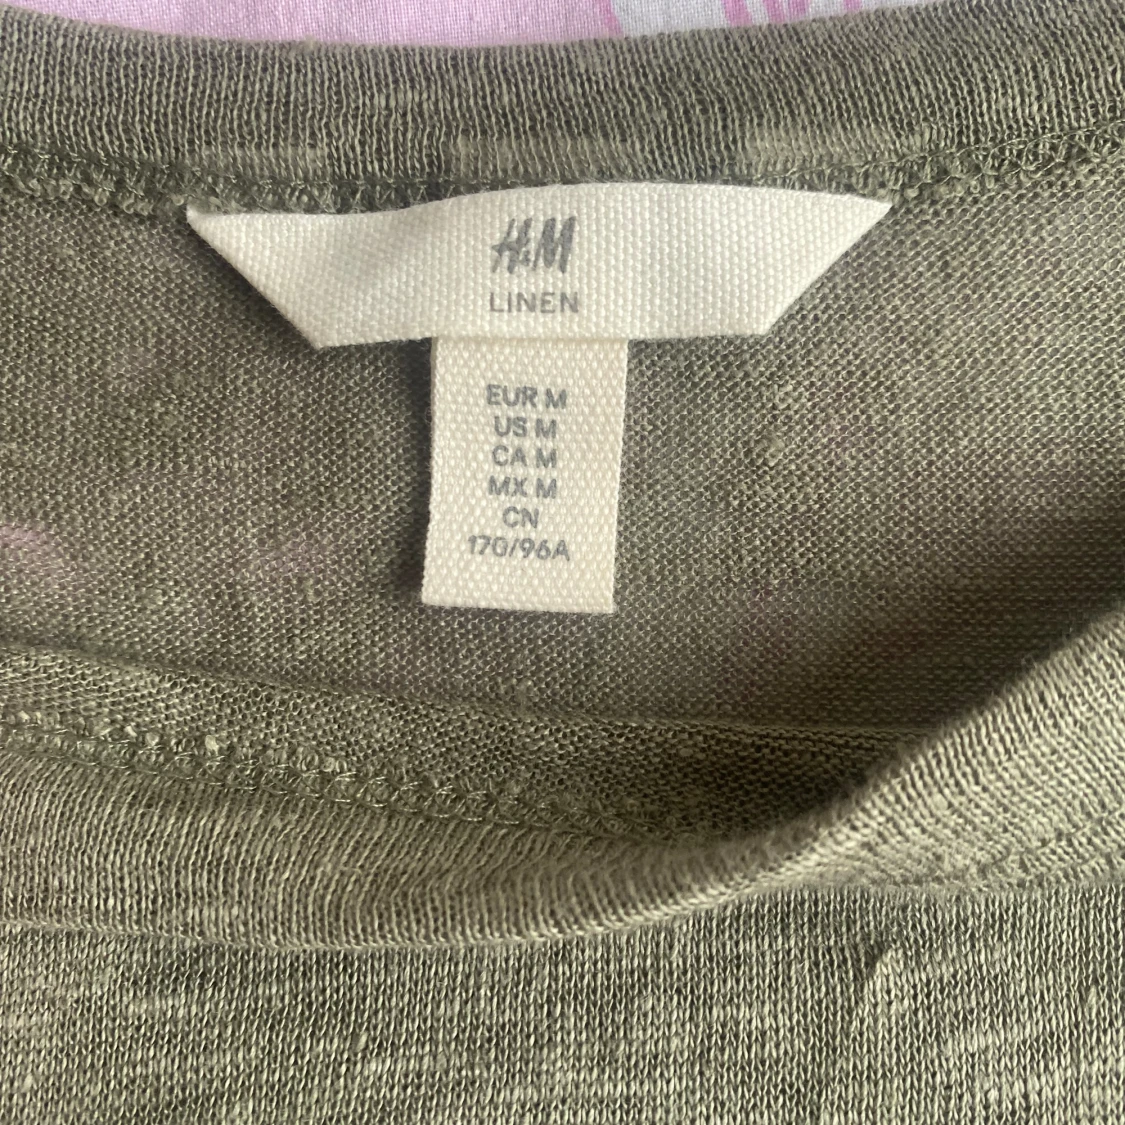 H&M
LINEN
EUR M
US M
CA M
MX M
CN
170/96A